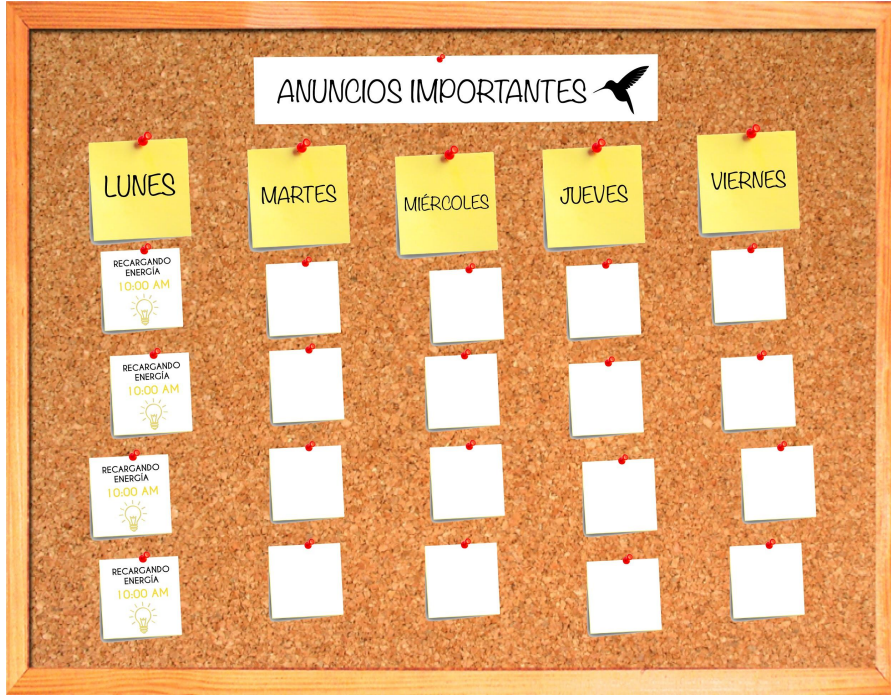 ANUNCIOS IMPORTANTES
LUNES
MARTES
MIÉRCOLES
JUEVES
VIERNES
RECARGANDO
ENERGÍA
10:00 AM
RECARGANDO
ENERGÍA
10:00 AM
RECARGANDO
ENERGÍA
10:00 AM
RECARGANDO
ENERGÍA
10:00 AM